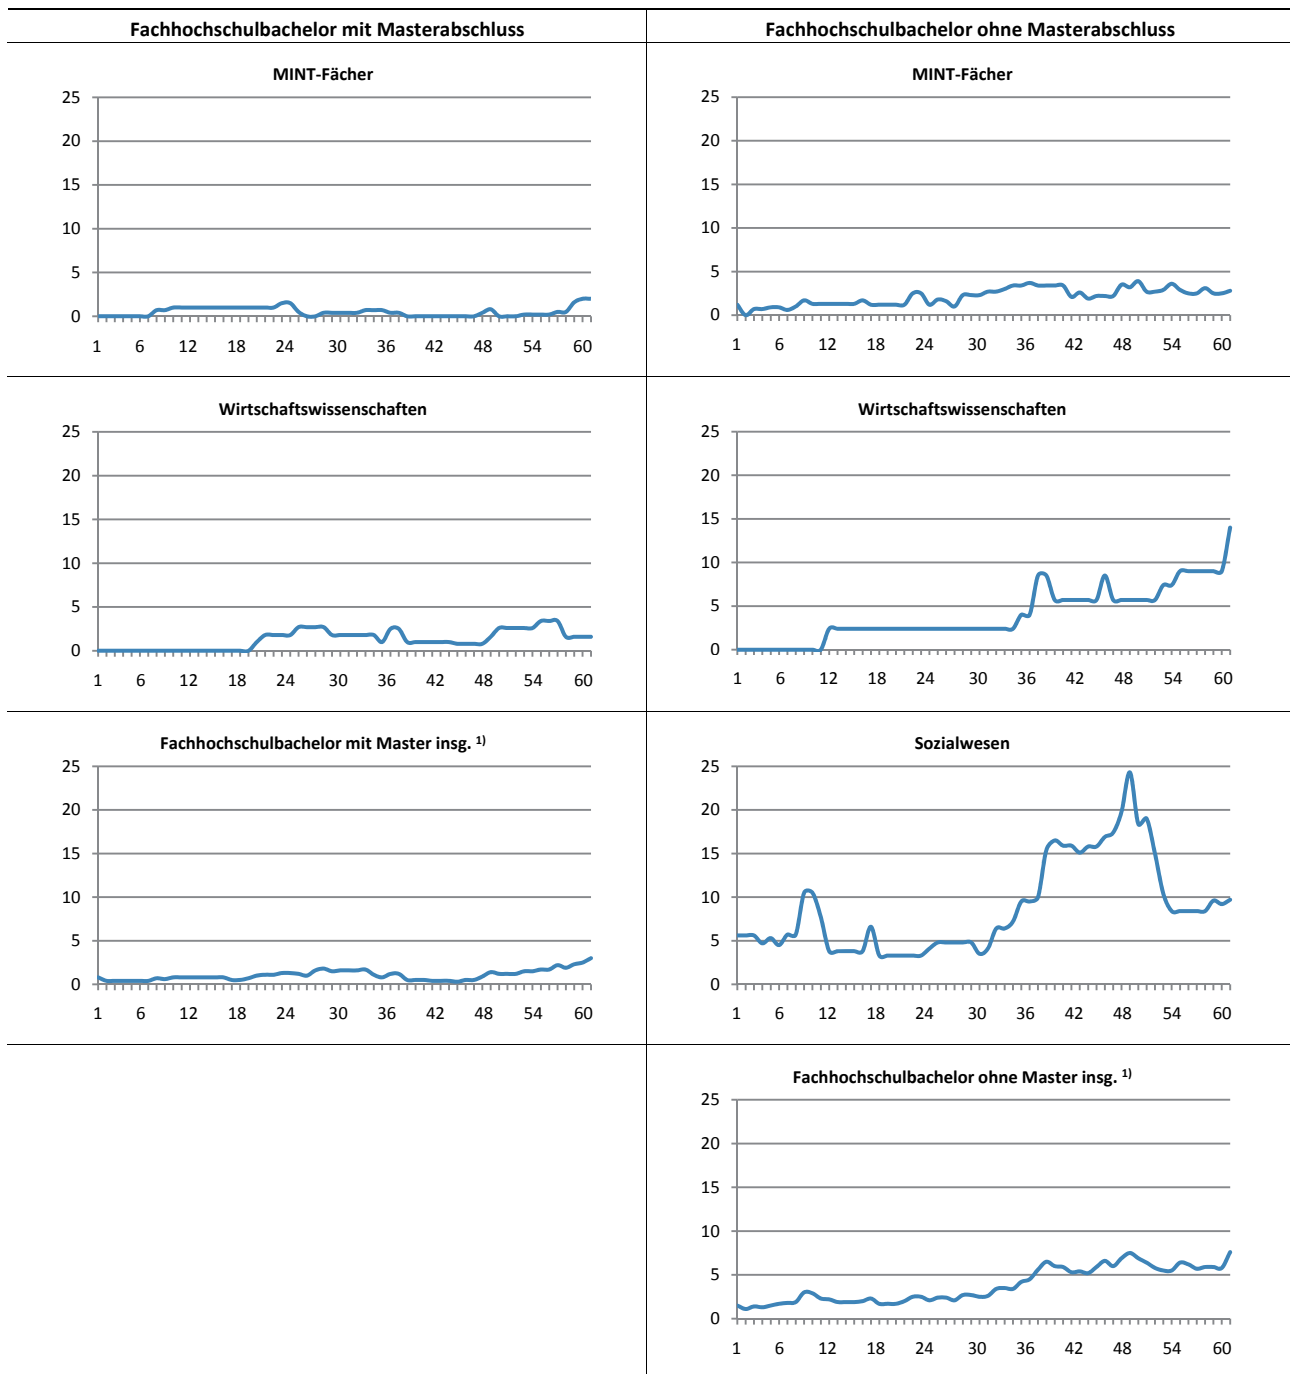 Fachhochschulbachelor mit Masterabschluss
Fachhochschulbachelor ohne Masterabschluss
MINT-Fächer
25
20
15
10
5
0
1 6 12 18 24 30 36 42 48 54 60
MINT-Fächer
25
20
15
10
5
0
1 6 12 18 24 30 36 42 48 54 60
Wirtschaftswissenschaften
25
20
15
10
5
0
1 6 12 18 24 30 36 42 48 54 60
Wirtschaftswissenschaften
25
20
15
10
5
0
1 6 12 18 24 30 36 42 48 54 60
Fachhochschulbachelor mit Master insg. 1)
25
20
15
10
5
0
1 6 12 18 24 30 36 42 48 54 60
Sozialwesen
25
20
15
10
5
0
1 6 12 18 24 30 36 42 48 54 60
Fachhochschulbachelor ohne Master insg. 1)
25
20
15
10
5
0
1 6 12 18 24 30 36 42 48 54 60